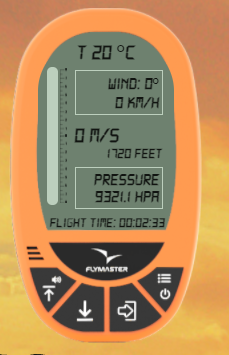 T 20 °C
WIND: 0°
0 KM/H
0 M/S
1720 FEET
PRESSURE
9321.1 HPA
FLIGHT TIME: 00:02:33
FLYMASTER